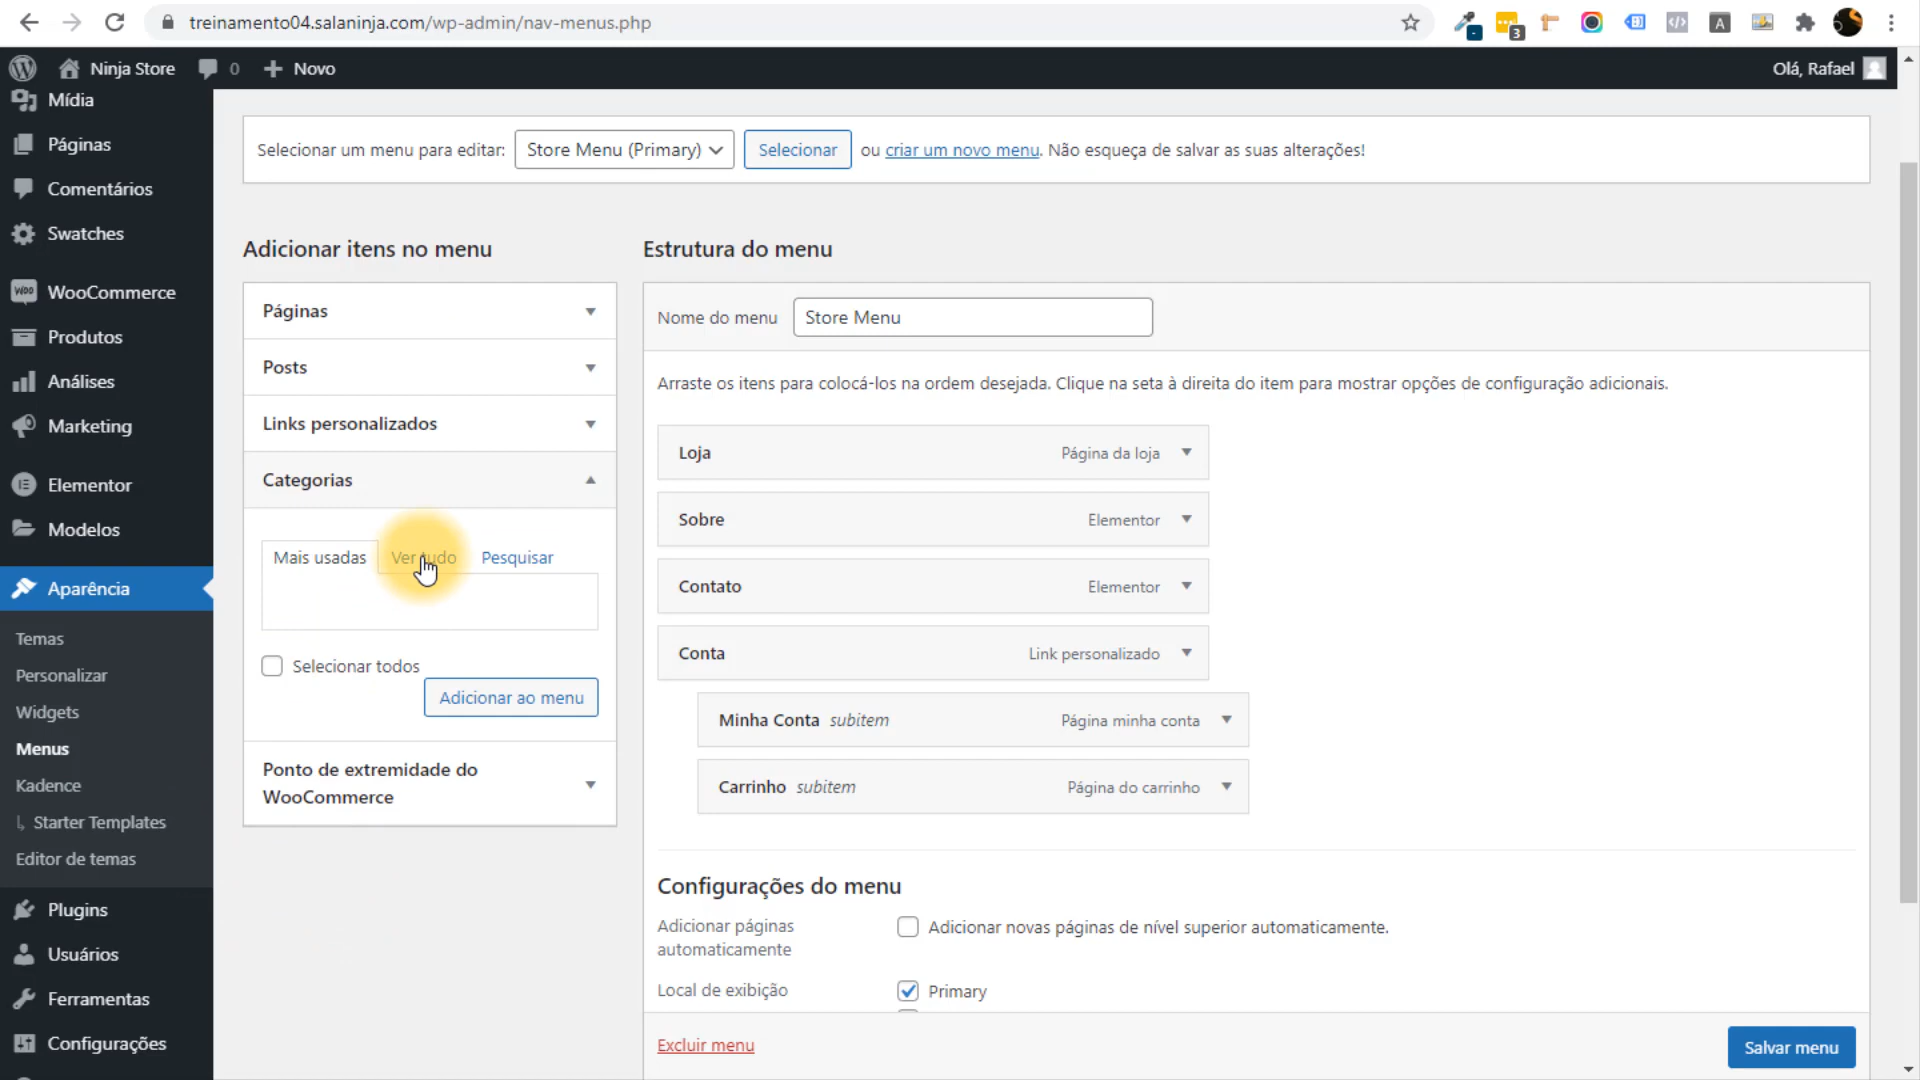 treinamento04.salaninja.com/wp-admin/nav-menus.php
3
A
Ninja Store
0
Novo
Olá, Rafael
Mídia
Páginas
Comentários
Swatches
WooCommerce
Produtos
Análises
Marketing
Elementor
Modelos
Aparência
Temas
Personalizar
Widgets
Menus
Kadence
Starter Templates
Editor de temas
Plugins
Usuários
Ferramentas
Configurações
Selecionar um menu para editar: Store Menu (Primary) Selecionar ou criar um novo menu. Não esqueça de salvar as suas alterações!
Adicionar itens no menu
Páginas
Posts
Links personalizados
Categorias
Mais usadas Ver tudo Pesquisar
Selecionar todos
Adicionar ao menu
Ponto de extremidade do
WooCommerce
Estrutura do menu
Nome do menu Store Menu
Arraste os itens para colocá-los na ordem desejada. Clique na seta à direita do item para mostrar opções de configuração adicionais.
Loja Página da loja
Sobre Elementor
Contato Elementor
Conta Link personalizado
Minha Conta subitem Página minha conta
Carrinho subitem Página do carrinho
Configurações do menu
Adicionar páginas
automaticamente
Adicionar novas páginas de nível superior automaticamente.
Local de exibição Primary
Excluir menu
Salvar menu